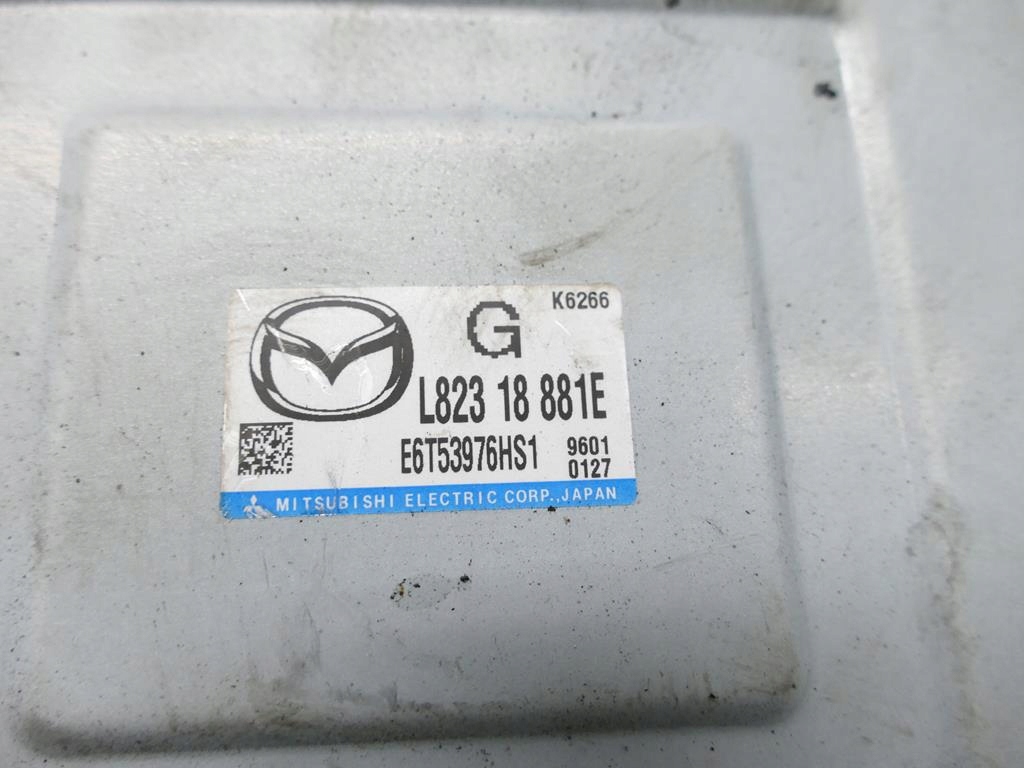 K6266
G
L823 18 881E
E6T53976HS1
9601
0127
MITSUBISHI ELECTRIC CORP., JAPAN